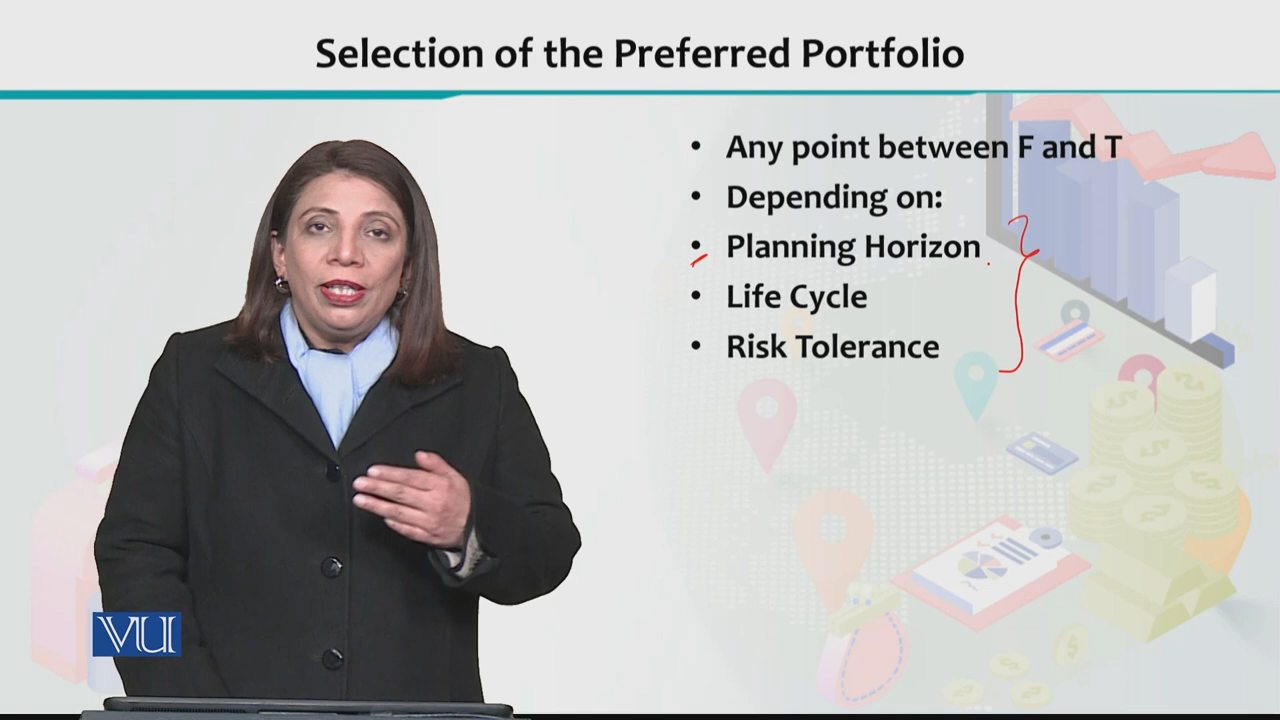 Selection of the Preferred Portfolio
• Any point between F and T
• Depending on:
• Planning Horizon
• Life Cycle
• Risk Tolerance
VU